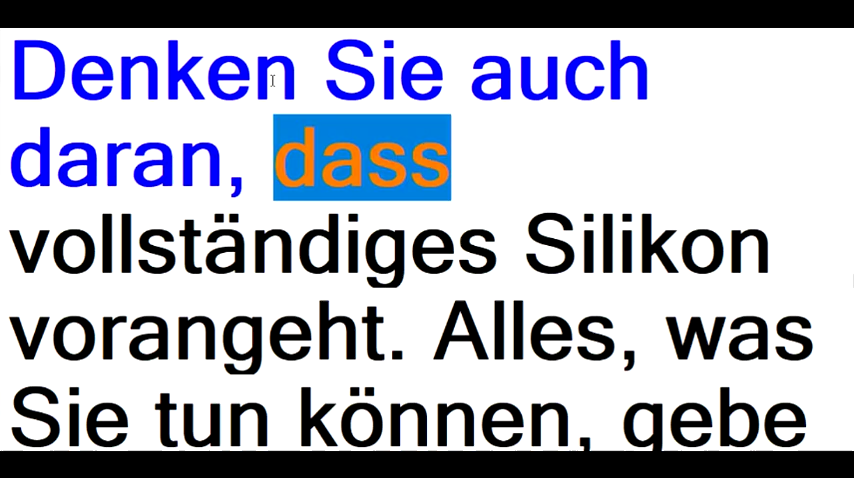 Denken Sie auch
daran, dass
vollständiges Silikon
vorangeht. Alles, was
Sie tun können, gebe